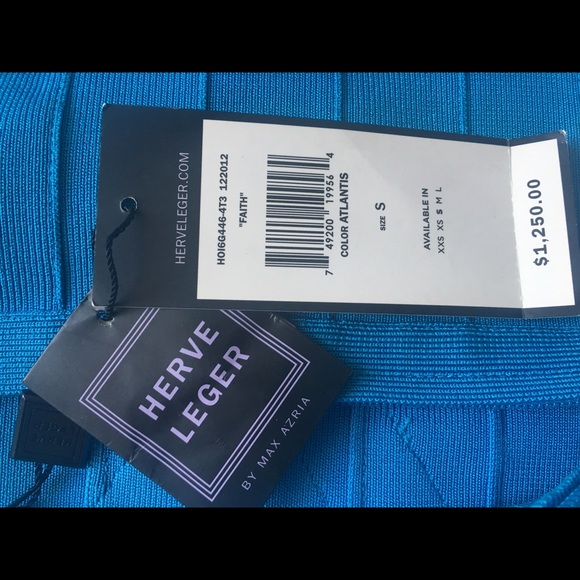 HERVELEGER.COM
HOI6G446-4T3 122012
"FAITH"
7 49200 19956 4
COLOR ATLANTIS
SIZE S
AVAILABLE IN
XXS XS S M L
$1,250.00
HERVE
LEGER
BY MAX AZRIA